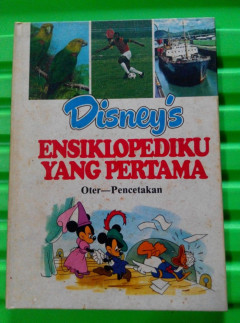 Disney's
ENSIKLOPEDIKU
YANG PERTAMA
Oter—Pencetakan